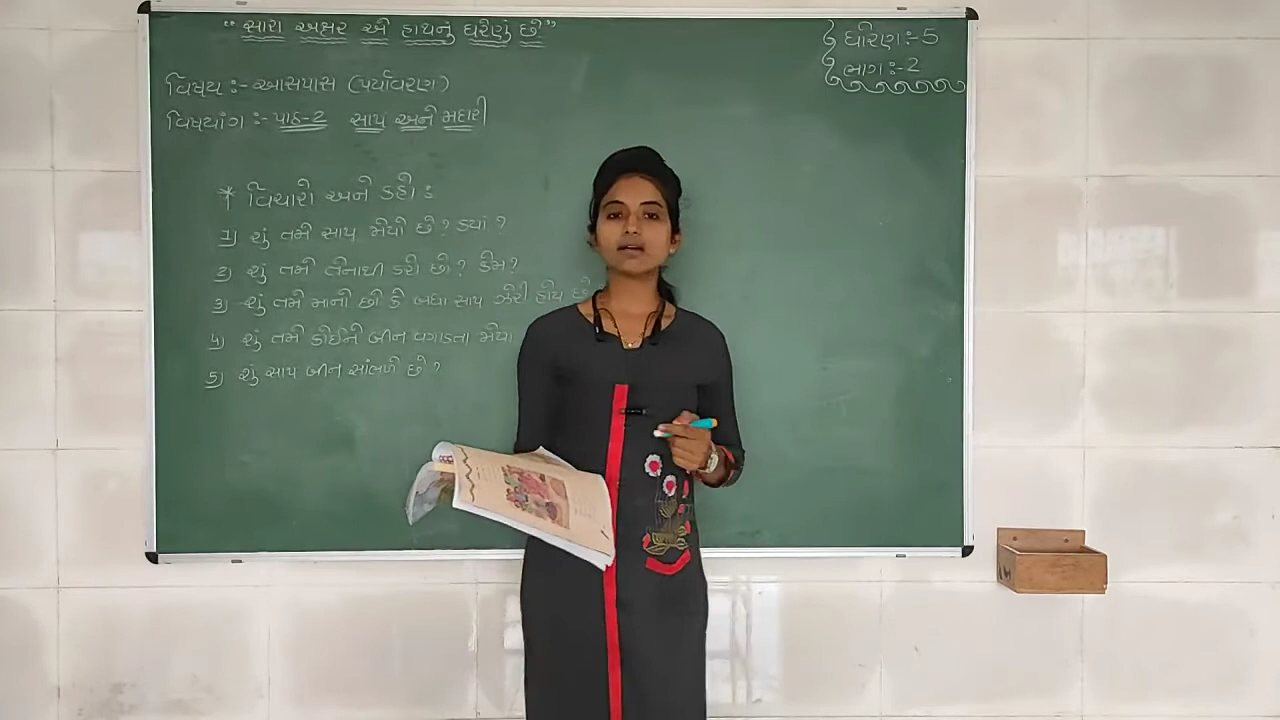 "સારા અક્ષર એ હાથનું ઘરેણું છે"
ધોરણ:-5
ભાગ:-2
વિષય:- આસપાસ (પર્યાવરણ)
વિષયાંગ:- પાઠ-2 સાપ અને મદારી
* વિચારો અને કહો :
1) શું તમે સાપ જોયો છે? ક્યાં ?
2) શું તમે તેનાથી ડરો છો? કેમ?
3) શું તમે માનો છો કે બધા સાપ ઝેરી હોય છે
4) શું તમે કોઈને બીન વગાડતા જોયા
5) શું સાપ બીન સાંભળે છે ?